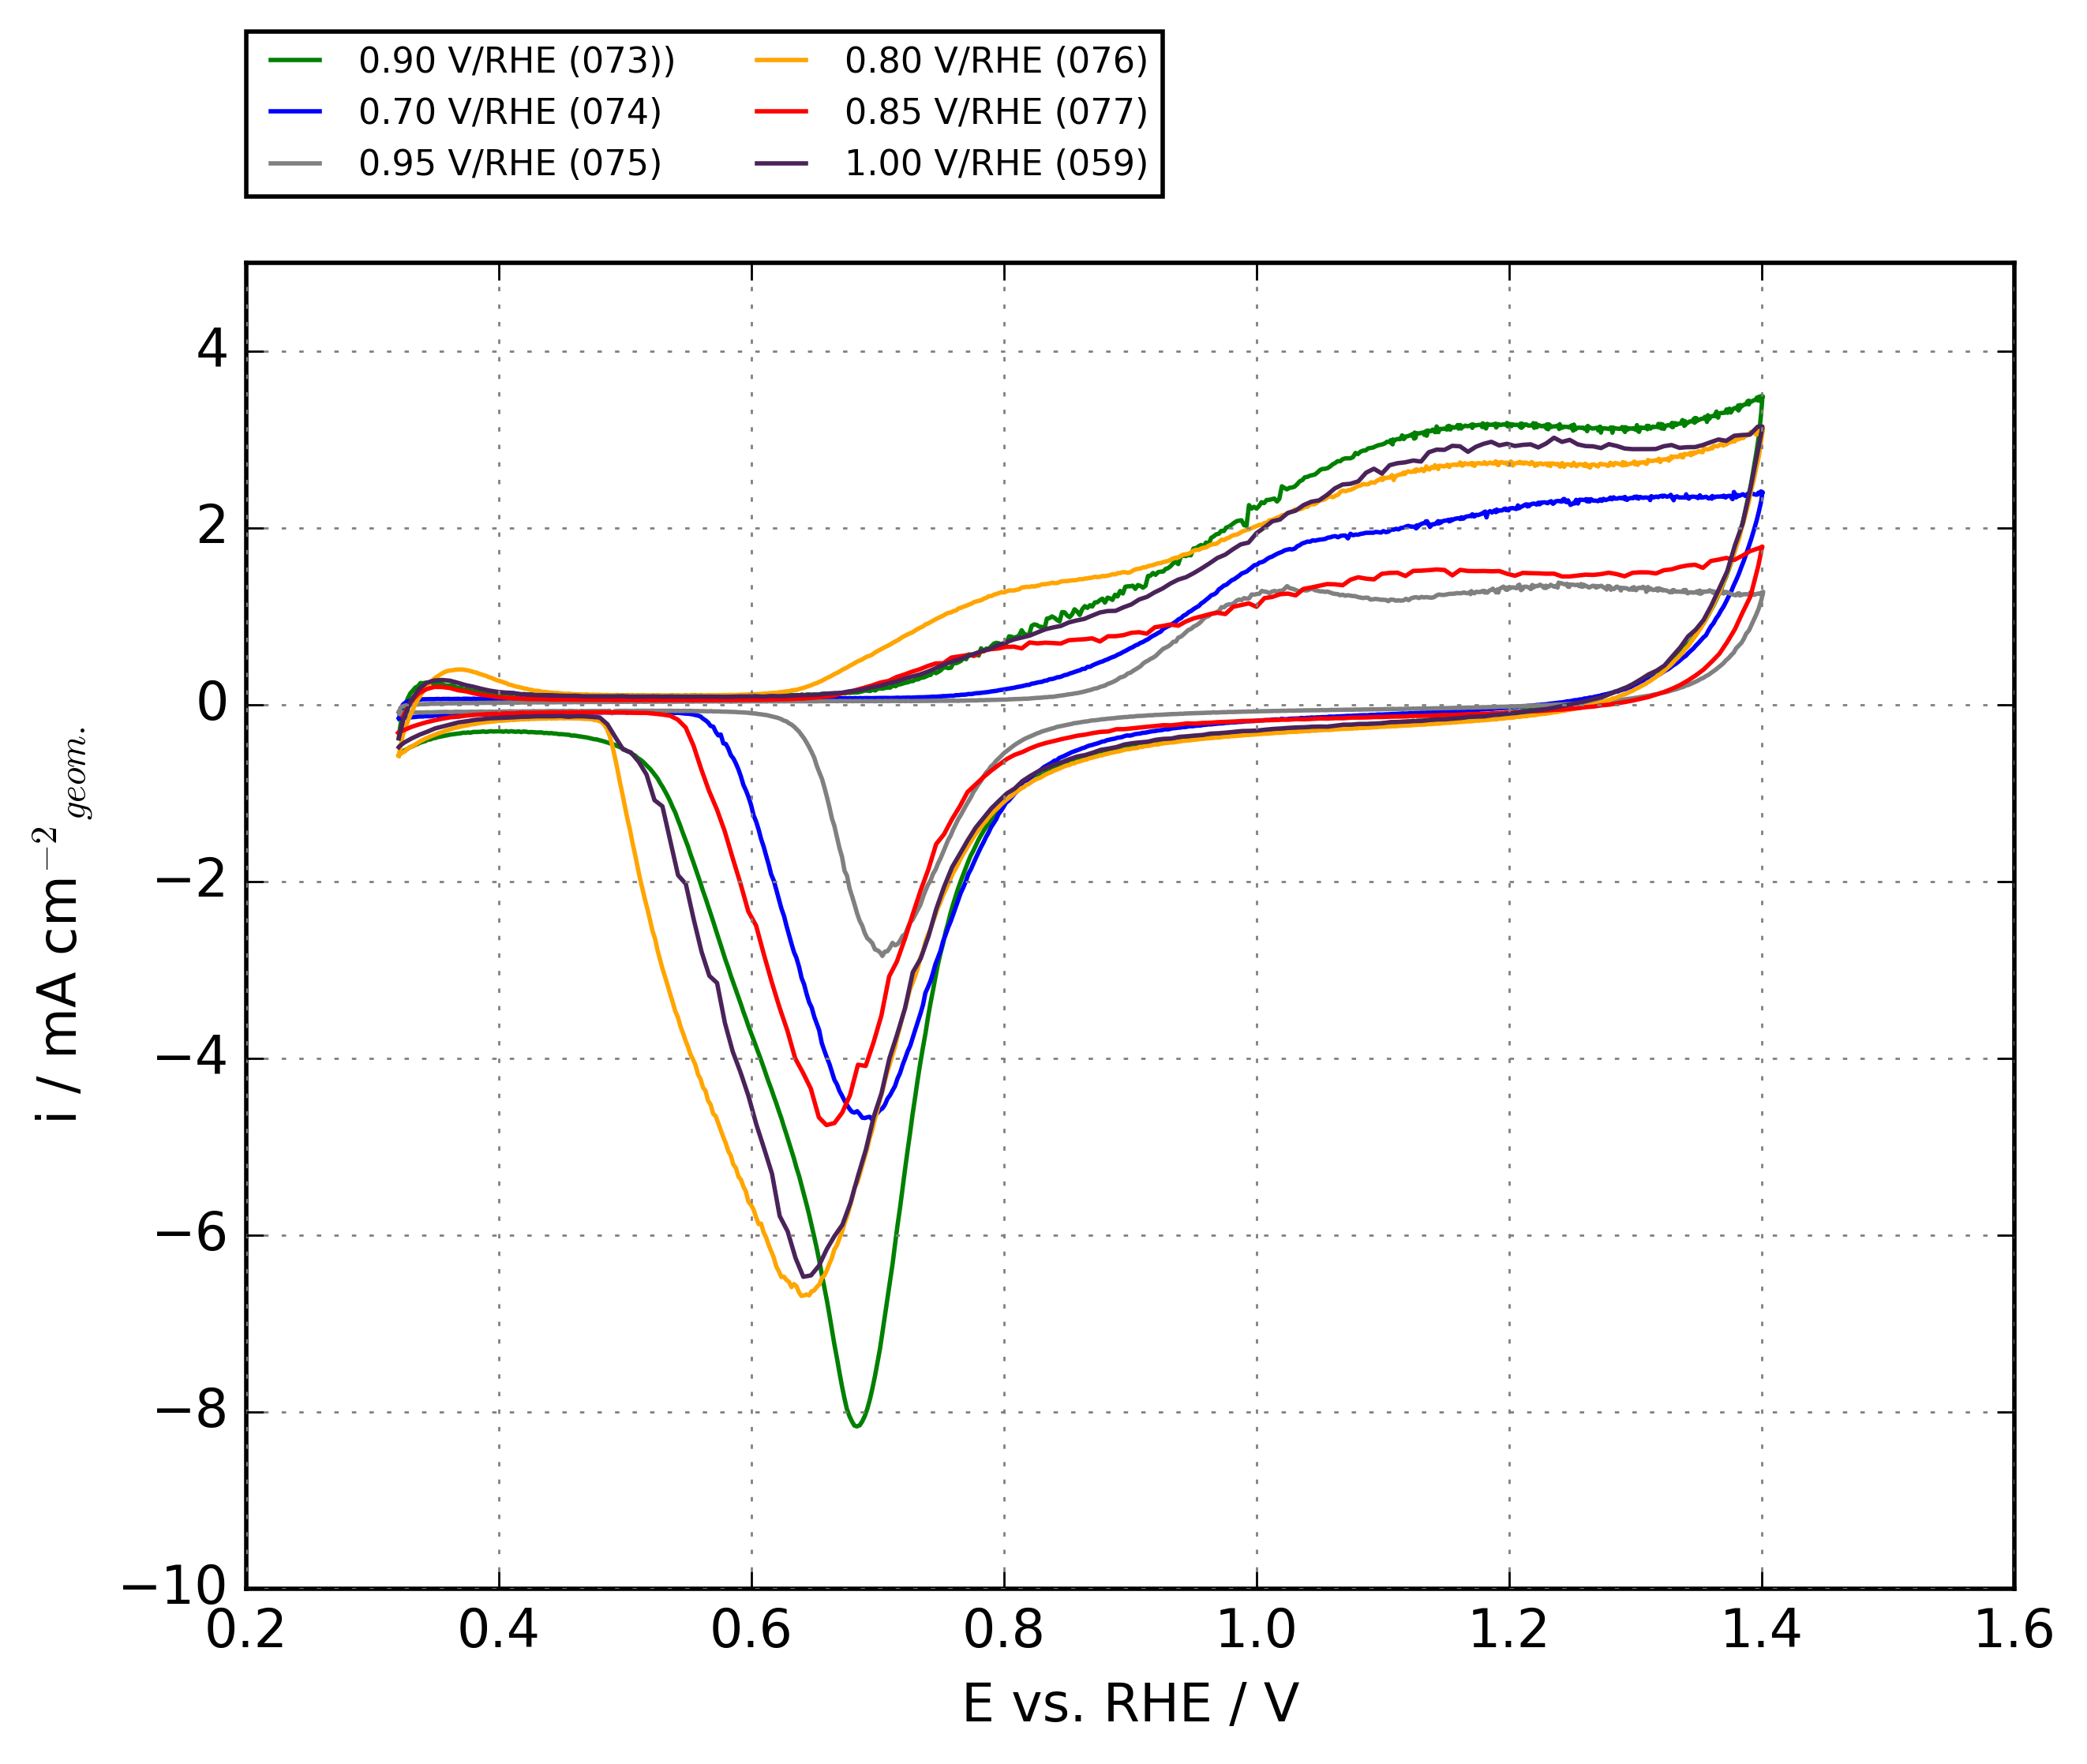 0.90 V/RHE (073))
0.70 V/RHE (074)
0.95 V/RHE (075)
0.80 V/RHE (076)
0.85 V/RHE (077)
1.00 V/RHE (059)
4
2
0
−2
−4
−6
−8
−10
i / mA cm⁻² geom.
0.2 0.4 0.6 0.8 1.0 1.2 1.4 1.6
E vs. RHE / V